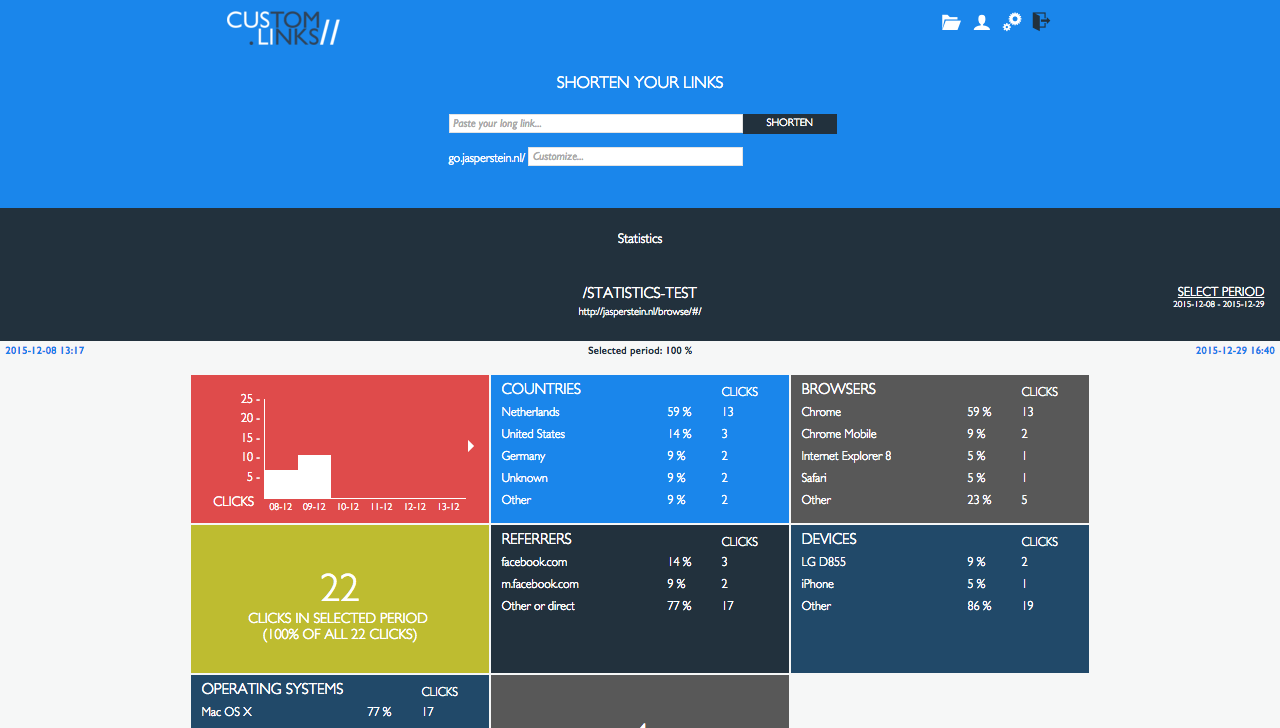 CUSTOM
.LINKS//
SHORTEN YOUR LINKS
Paste your long link...
SHORTEN
go.jasperstein.nl/ Customize...
Statistics
/STATISTICS-TEST
http://jasperstein.nl/browse/#/
SELECT PERIOD
2015-12-08 - 2015-12-29
2015-12-08 13:17
Selected period: 100 %
2015-12-29 16:40
25 -
20 -
15 -
10 -
5 -
CLICKS
08-12 09-12 10-12 11-12 12-12 13-12
COUNTRIES CLICKS
Netherlands 59 % 13
United States 14 % 3
Germany 9 % 2
Unknown 9 % 2
Other 9 % 2
BROWSERS CLICKS
Chrome 59 % 13
Chrome Mobile 9 % 2
Internet Explorer 8 5 % 1
Safari 5 % 1
Other 23 % 5
22
CLICKS IN SELECTED PERIOD
(100% OF ALL 22 CLICKS)
REFERRERS CLICKS
facebook.com 14 % 3
m.facebook.com 9 % 2
Other or direct 77 % 17
DEVICES CLICKS
LG D855 9 % 2
iPhone 5 % 1
Other 86 % 19
OPERATING SYSTEMS CLICKS
Mac OS X 77 % 17